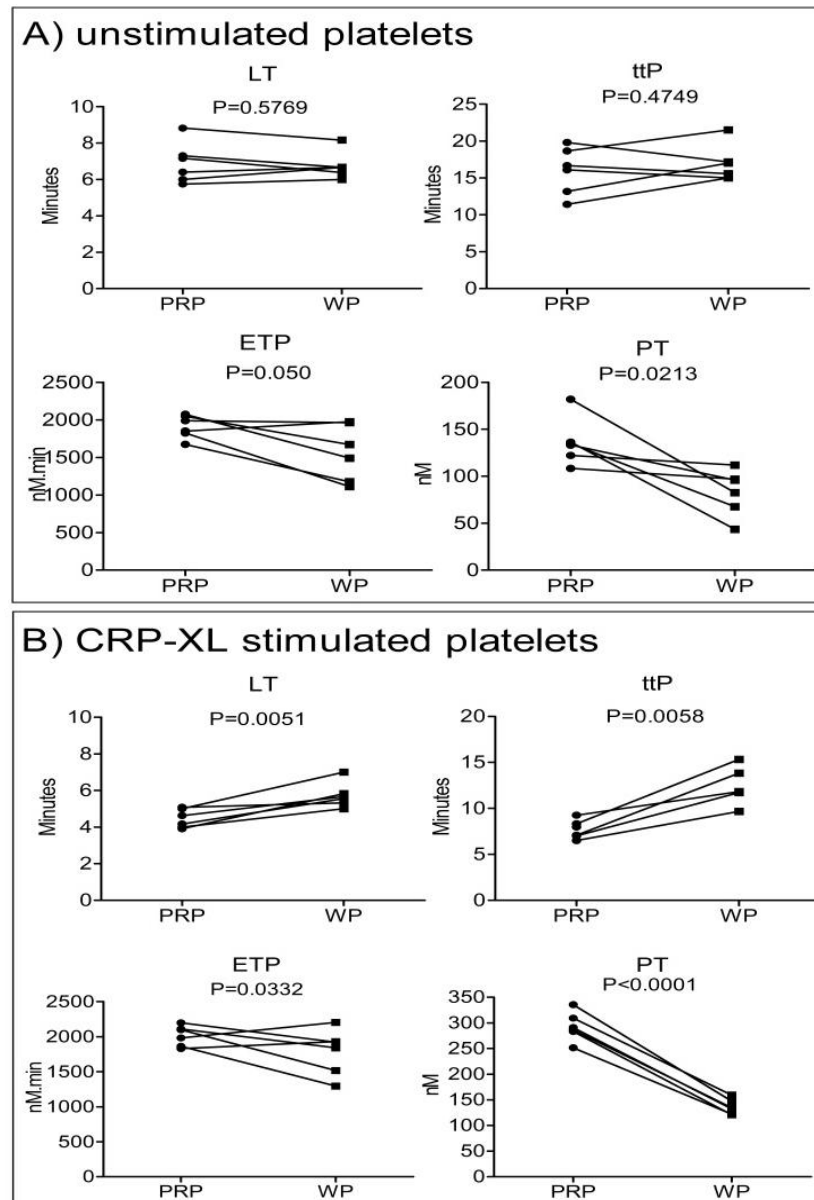 A) unstimulated platelets
LT
P=0.5769
10
8
6
4
2
0
Minutes
PRP WP
ttP
P=0.4749
25
20
15
10
5
0
Minutes
PRP WP
ETP
P=0.050
2500
2000
1500
1000
500
0
nM.min
PRP WP
PT
P=0.0213
200
150
100
50
0
nM
PRP WP
B) CRP-XL stimulated platelets
LT
P=0.0051
10
8
6
4
2
0
Minutes
PRP WP
ttP
P=0.0058
20
15
10
5
0
Minutes
PRP WP
ETP
P=0.0332
2500
2000
1500
1000
500
0
nM.min
PRP WP
PT
P<0.0001
350
300
250
200
150
100
50
0
nM
PRP WP